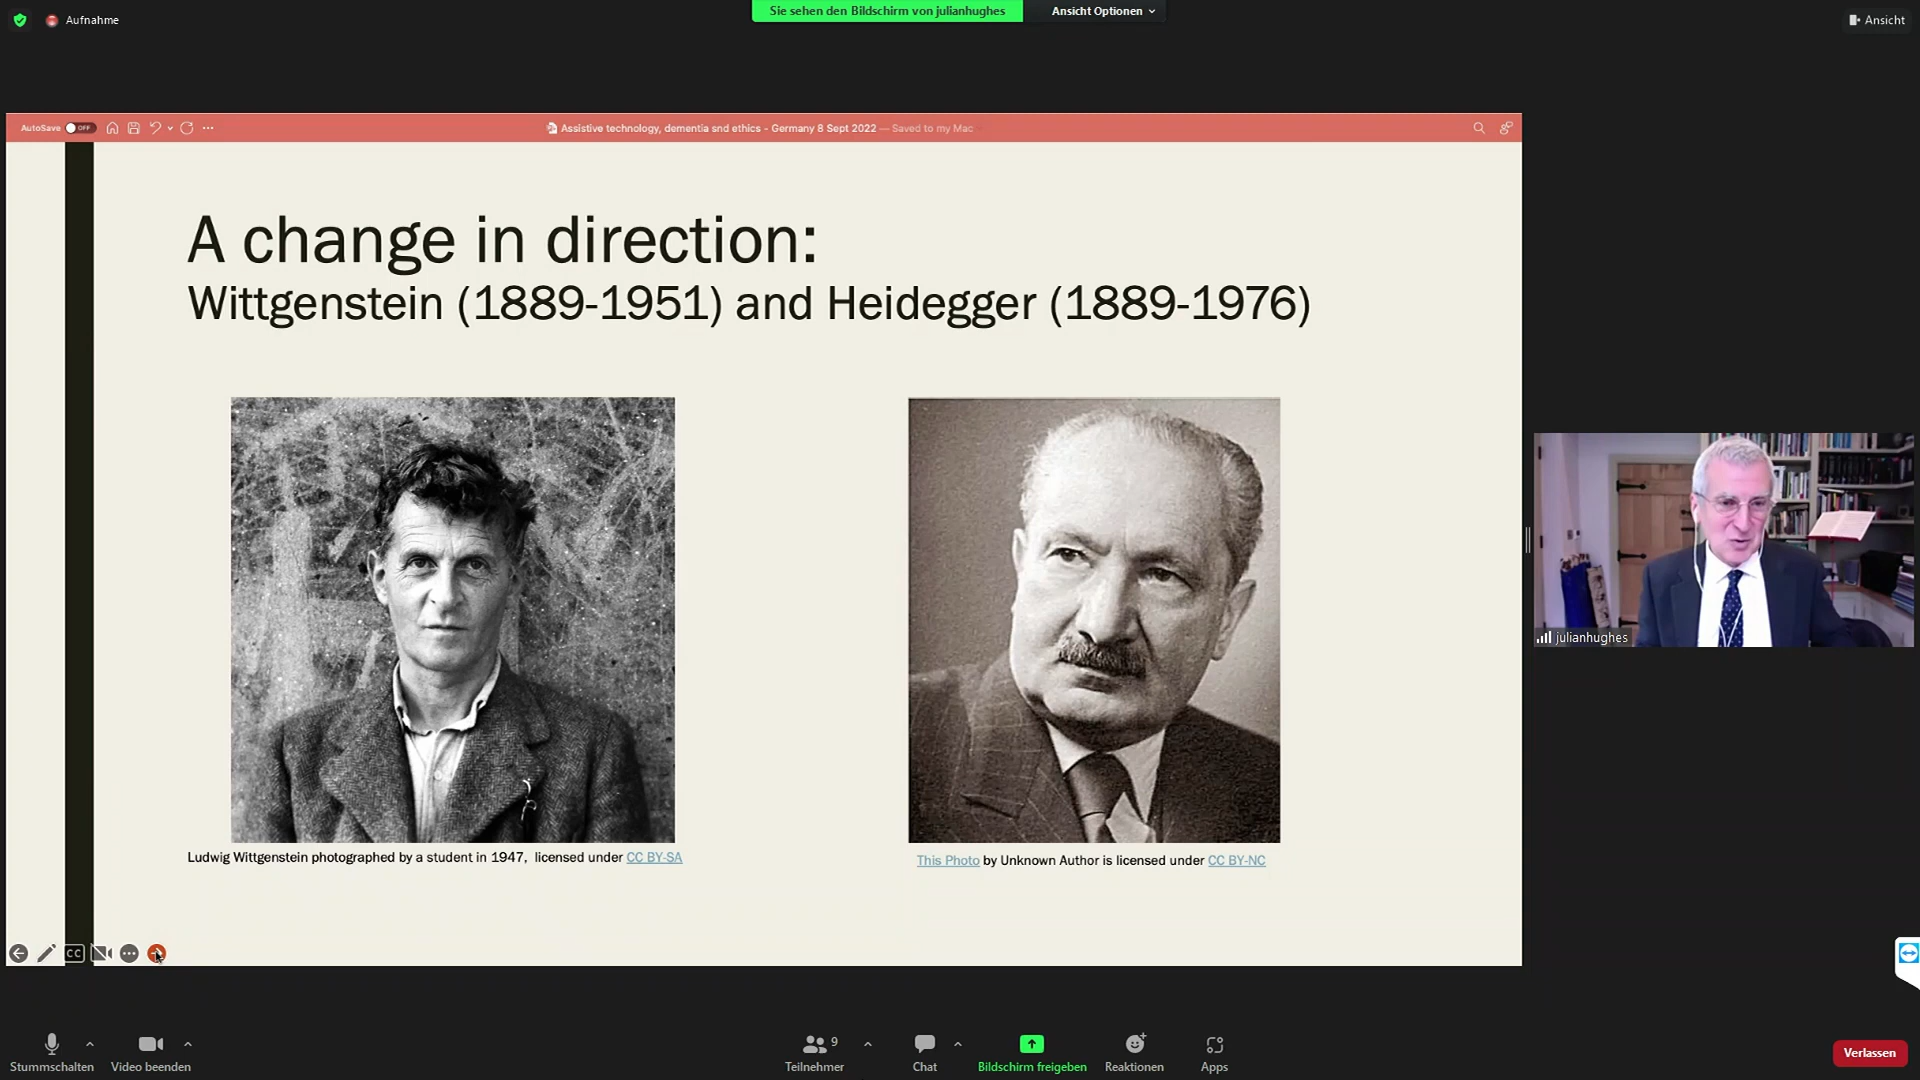 Aufnahme
Sie sehen den Bildschirm von julianhughes
Ansicht Optionen
Ansicht
AutoSave OFF
Assistive technology, dementia snd ethics - Germany 8 Sept 2022 — Saved to my Mac
A change in direction:
Wittgenstein (1889-1951) and Heidegger (1889-1976)
julianhughes
Ludwig Wittgenstein photographed by a student in 1947, licensed under CC BY-SA
This Photo by Unknown Author is licensed under CC BY-NC
CC
9
Stummschalten
Video beenden
Teilnehmer
Chat
Bildschirm freigeben
Reaktionen
Apps
Verlassen